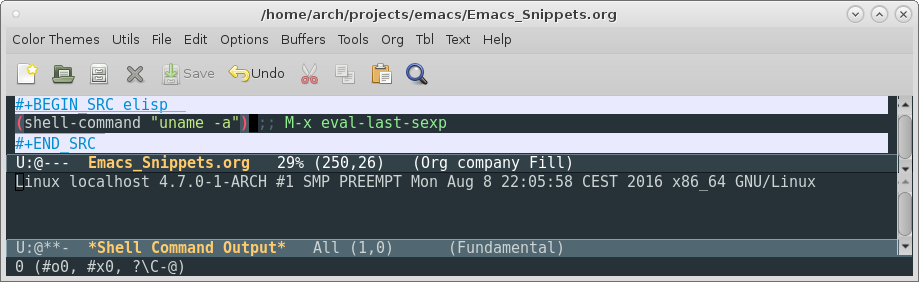 /home/arch/projects/emacs/Emacs_Snippets.org
Color Themes Utils File Edit Options Buffers Tools Org Tbl Text Help
Save Undo
#+BEGIN_SRC elisp
(shell-command "uname -a") ;; M-x eval-last-sexp
#+END_SRC
U:@--- Emacs_Snippets.org 29% (250,26) (Org company Fill)
Linux localhost 4.7.0-1-ARCH #1 SMP PREEMPT Mon Aug 8 22:05:58 CEST 2016 x86_64 GNU/Linux
U:@**- *Shell Command Output* All (1,0) (Fundamental)
0 (#o0, #x0, ?\C-@)